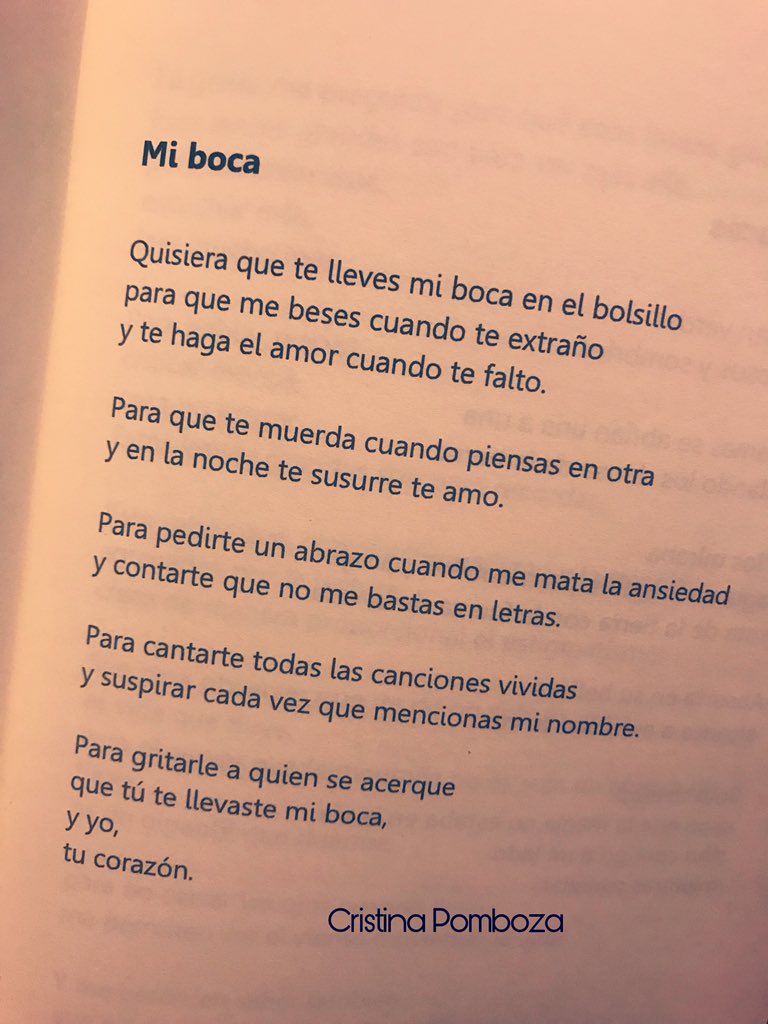 Mi boca
Quisiera que te lleves mi boca en el bolsillo
para que me beses cuando te extraño
y te haga el amor cuando te falto.
Para que te muerda cuando piensas en otra
y en la noche te susurre te amo.
Para pedirte un abrazo cuando me mata la ansiedad
y contarte que no me bastas en letras.
Para cantarte todas las canciones vividas
y suspirar cada vez que mencionas mi nombre.
Para gritarle a quien se acerque
que tú te llevaste mi boca,
y yo,
tu corazón.
Cristina Pomboza